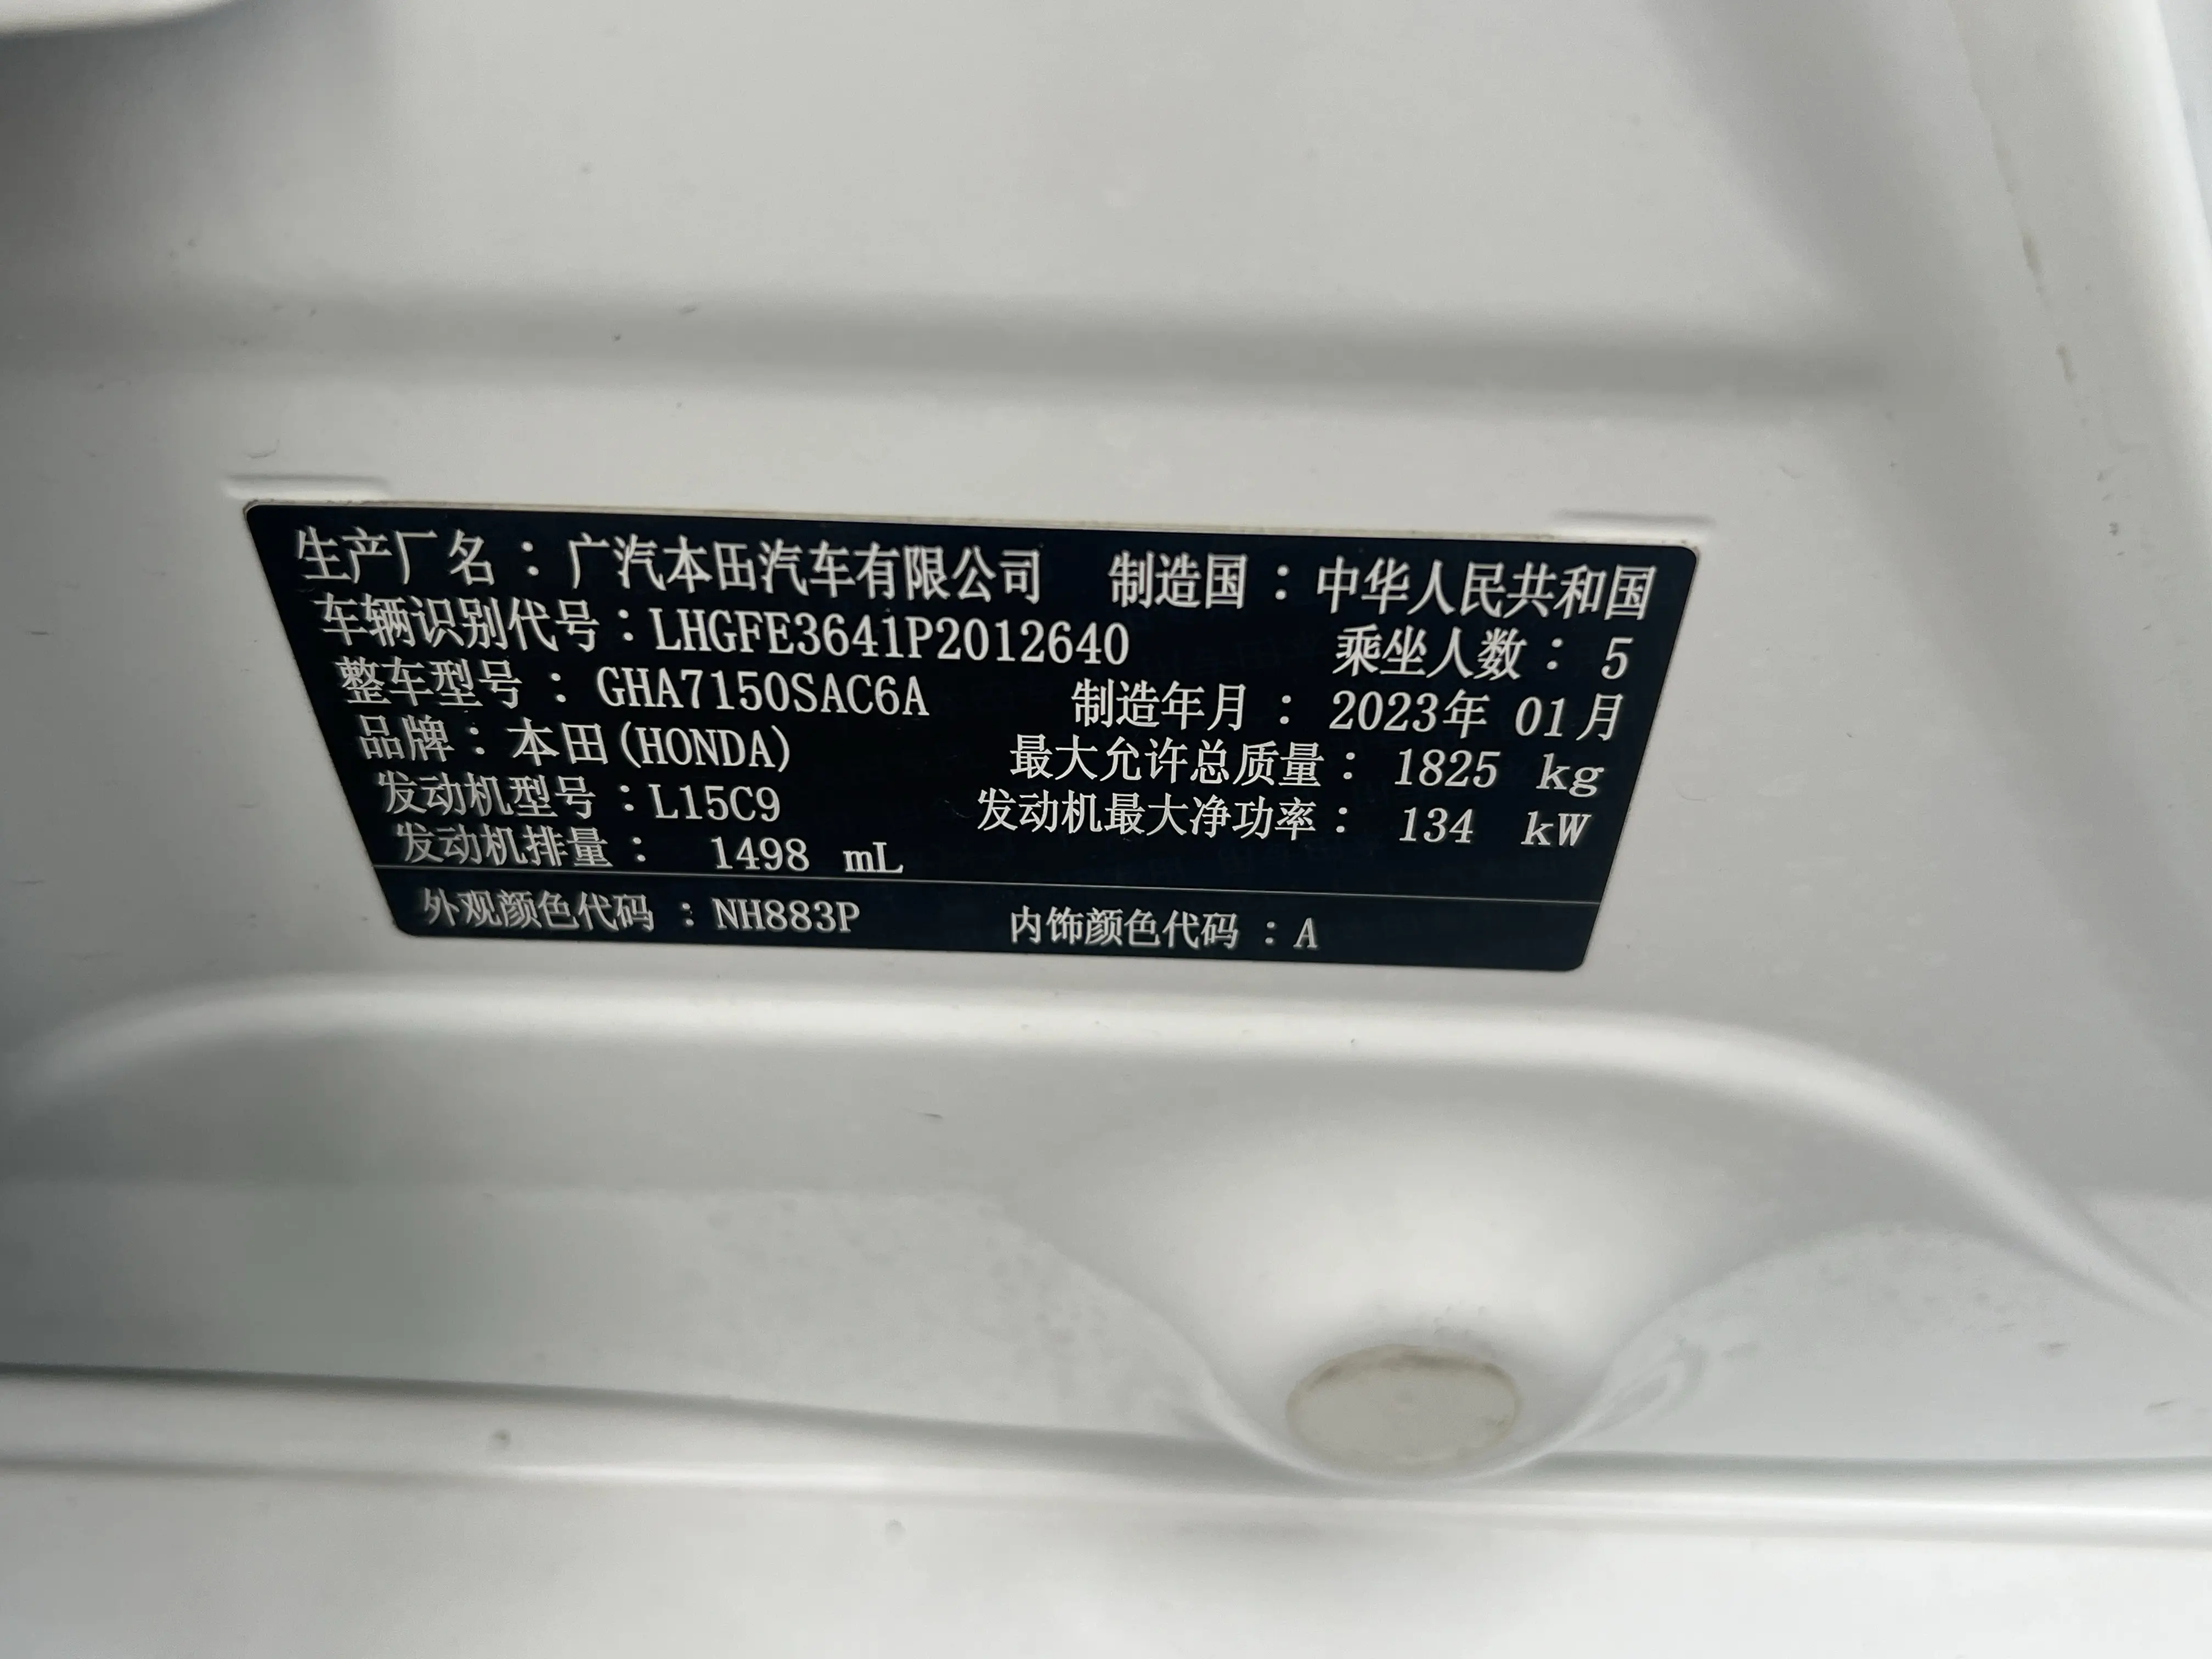 生产厂名：广汽本田汽车有限公司 制造国：中华人民共和国
车辆识别代号：LHGFE3641P2012640 乘坐人数：5
整车型号：GHA7150SAC6A 制造年月：2023年 01月
品牌：本田(HONDA) 最大允许总质量：1825 kg
发动机型号：L15C9 发动机最大净功率：134 kW
发动机排量：1498 mL
外观颜色代码：NH883P 内饰颜色代码：A